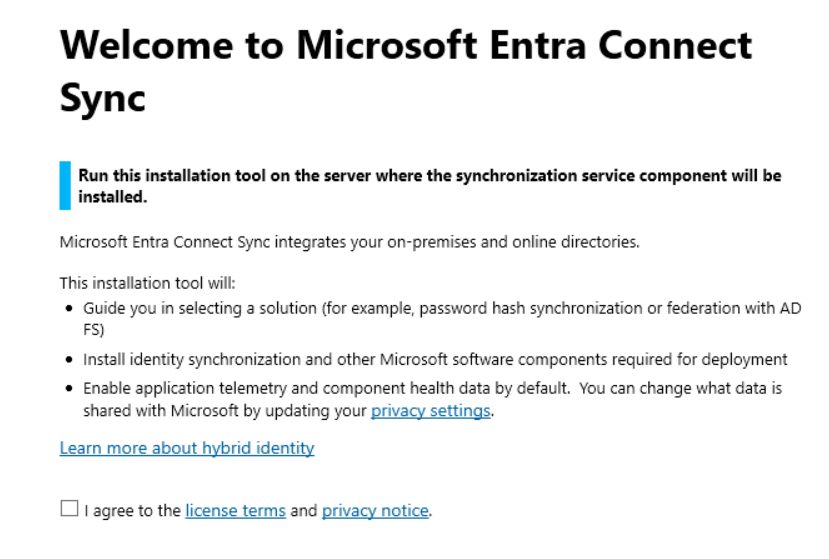 Welcome to Microsoft Entra Connect
Sync
Run this installation tool on the server where the synchronization service component will be
installed.
Microsoft Entra Connect Sync integrates your on-premises and online directories.
This installation tool will:
• Guide you in selecting a solution (for example, password hash synchronization or federation with AD
FS)
• Install identity synchronization and other Microsoft software components required for deployment
• Enable application telemetry and component health data by default.  You can change what data is
shared with Microsoft by updating your privacy settings.
Learn more about hybrid identity
I agree to the license terms and privacy notice.